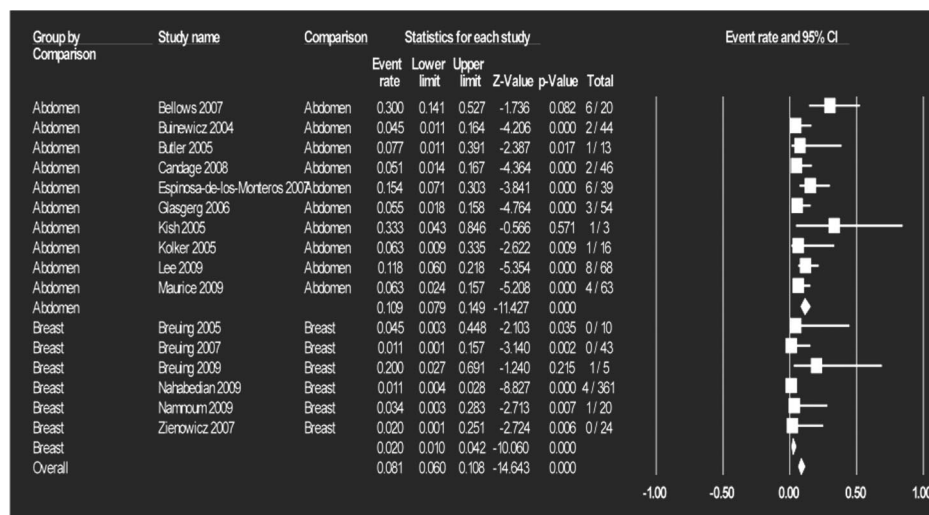 Group by Comparison Study name Comparison Statistics for each study Event rate and 95% CI
Event rate Lower limit Upper limit Z-Value p-Value Total
Abdomen Bellows 2007 Abdomen 0.300 0.141 0.527 -1.736 0.082 6 / 20
Abdomen Buinewicz 2004 Abdomen 0.045 0.011 0.164 -4.206 0.000 2 / 44
Abdomen Butler 2005 Abdomen 0.077 0.011 0.391 -2.387 0.017 1 / 13
Abdomen Candage 2008 Abdomen 0.051 0.014 0.167 -4.364 0.000 2 / 46
Abdomen Espinosa-de-los-Monteros 2007 Abdomen 0.154 0.071 0.303 -3.841 0.000 6 / 39
Abdomen Glasgerg 2006 Abdomen 0.055 0.018 0.158 -4.764 0.000 3 / 54
Abdomen Kish 2005 Abdomen 0.333 0.043 0.846 -0.566 0.571 1 / 3
Abdomen Kolker 2005 Abdomen 0.063 0.009 0.335 -2.622 0.009 1 / 16
Abdomen Lee 2009 Abdomen 0.118 0.060 0.218 -5.354 0.000 8 / 68
Abdomen Maurice 2009 Abdomen 0.063 0.024 0.157 -5.208 0.000 4 / 63
Abdomen 0.109 0.079 0.149 -11.427 0.000
Breast Breuing 2005 Breast 0.045 0.003 0.448 -2.103 0.035 0 / 10
Breast Breuing 2007 Breast 0.011 0.001 0.157 -3.140 0.002 0 / 43
Breast Breuing 2009 Breast 0.200 0.027 0.691 -1.240 0.215 1 / 5
Breast Nahabedian 2009 Breast 0.011 0.004 0.028 -8.827 0.000 4 / 361
Breast Namnoum 2009 Breast 0.034 0.003 0.283 -2.713 0.007 1 / 20
Breast Zienowicz 2007 Breast 0.020 0.001 0.251 -2.724 0.006 0 / 24
Breast 0.020 0.010 0.042 -10.060 0.000
Overall 0.081 0.060 0.108 -14.643 0.000
-1.00 -0.50 0.00 0.50 1.00